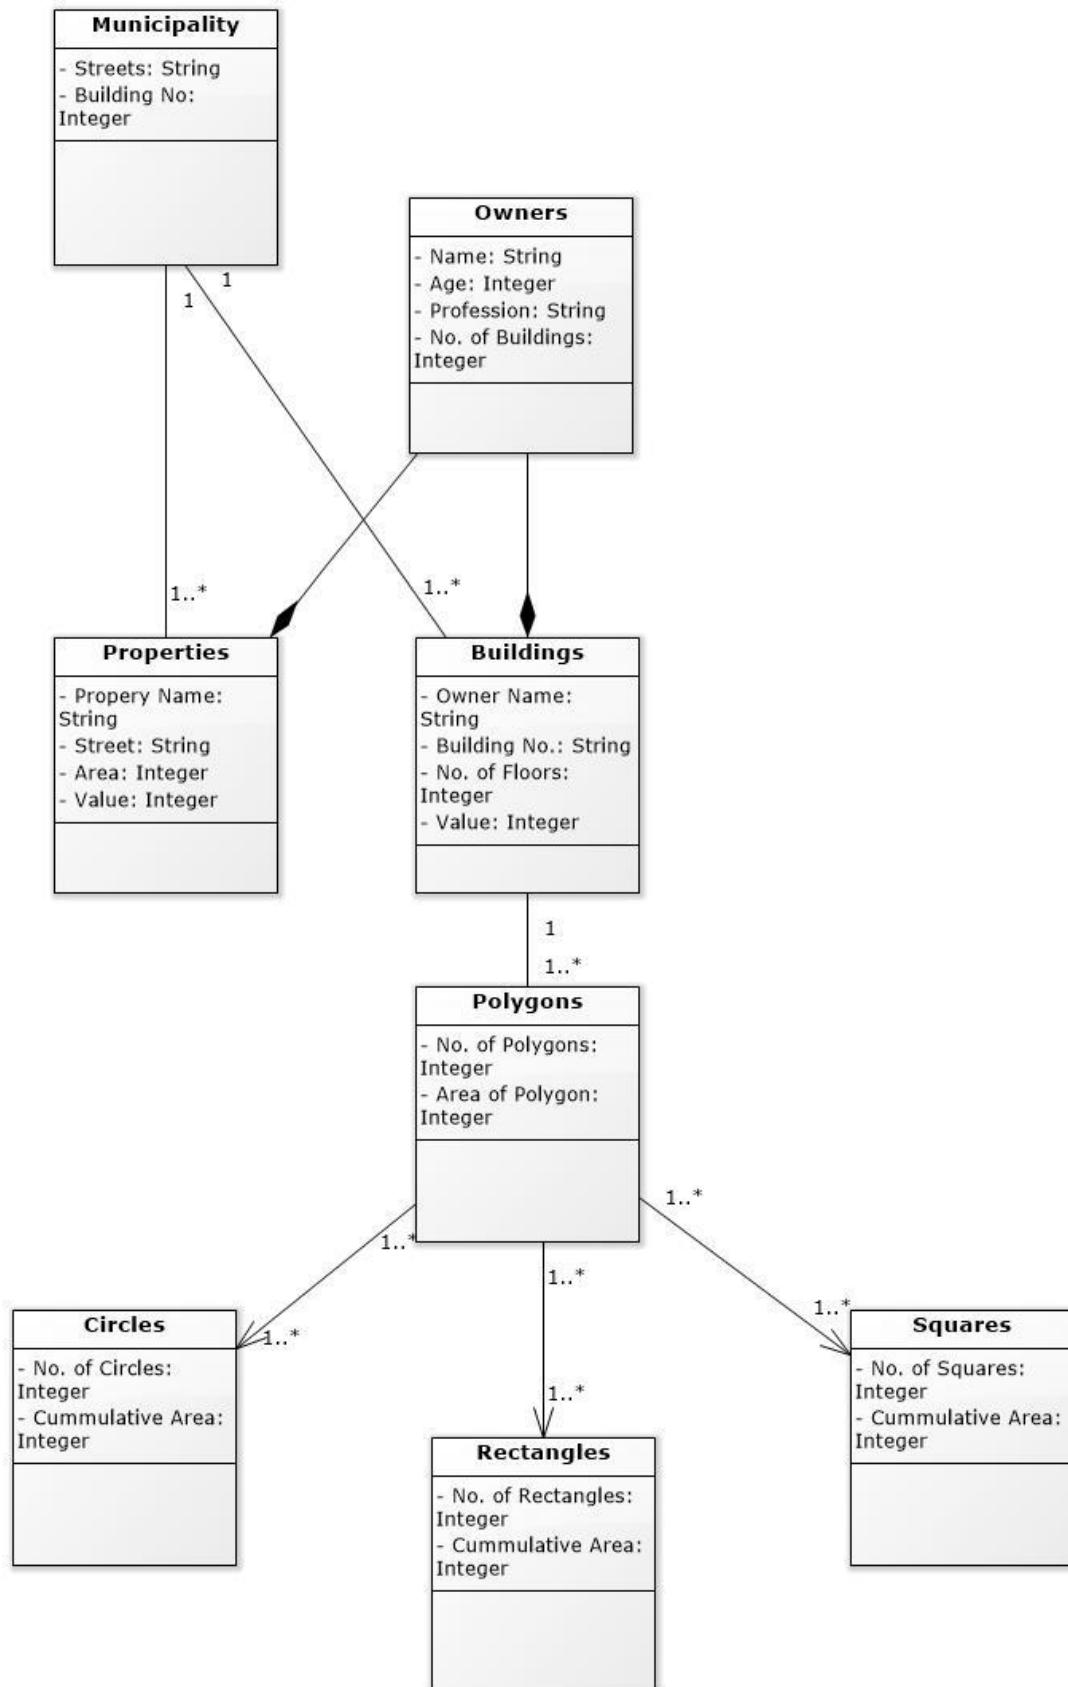 Municipality
- Streets: String
- Building No:
Integer
Owners
- Name: String
- Age: Integer
- Profession: String
- No. of Buildings:
Integer
1
1
1..*
1..*
Properties
- Propery Name:
String
- Street: String
- Area: Integer
- Value: Integer
Buildings
- Owner Name:
String
- Building No.: String
- No. of Floors:
Integer
- Value: Integer
1
1..*
Polygons
- No. of Polygons:
Integer
- Area of Polygon:
Integer
1..*
1..*
1..*
1..*
1..*
1..*
Circles
- No. of Circles:
Integer
- Cummulative Area:
Integer
Squares
- No. of Squares:
Integer
- Cummulative Area:
Integer
Rectangles
- No. of Rectangles:
Integer
- Cummulative Area:
Integer